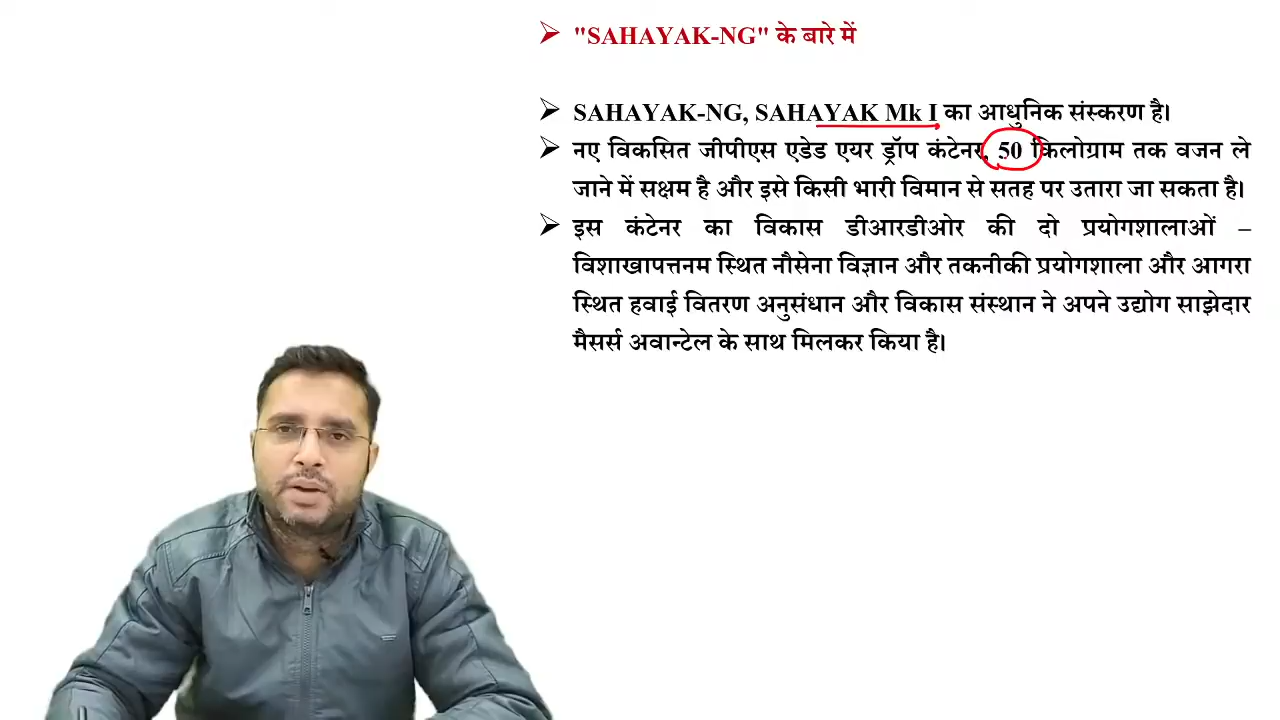 "SAHAYAK-NG" के बारे में
SAHAYAK-NG, SAHAYAK Mk I का आधुनिक संस्करण है।
नए विकसित जीपीएस एडेड एयर ड्रॉप कंटेनर, 50 किलोग्राम तक वजन ले
जाने में सक्षम है और इसे किसी भारी विमान से सतह पर उतारा जा सकता है।
इस कंटेनर का विकास डीआरडीओर की दो प्रयोगशालाओं –
विशाखापत्तनम स्थित नौसेना विज्ञान और तकनीकी प्रयोगशाला और आगरा
स्थित हवाई वितरण अनुसंधान और विकास संस्थान ने अपने उद्योग साझेदार
मैसर्स अवान्टेल के साथ मिलकर किया है।